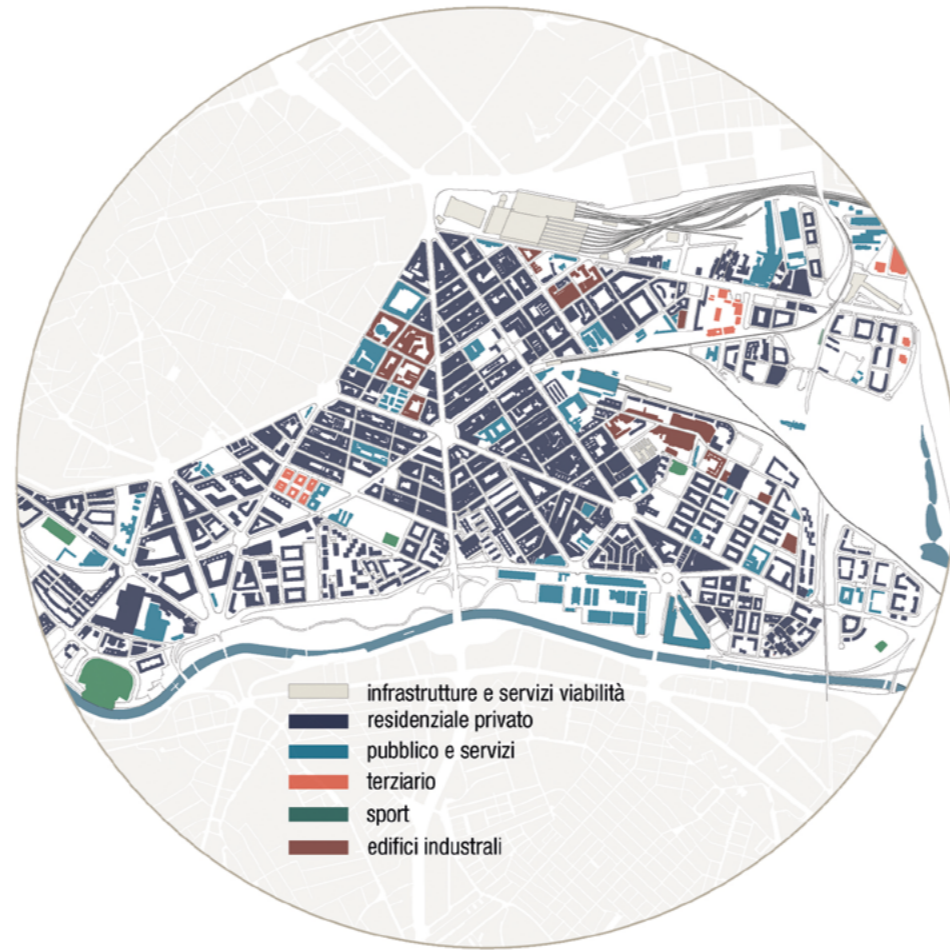 infrastrutture e servizi viabilità
residenziale privato
pubblico e servizi
terziario
sport
edifici industrali